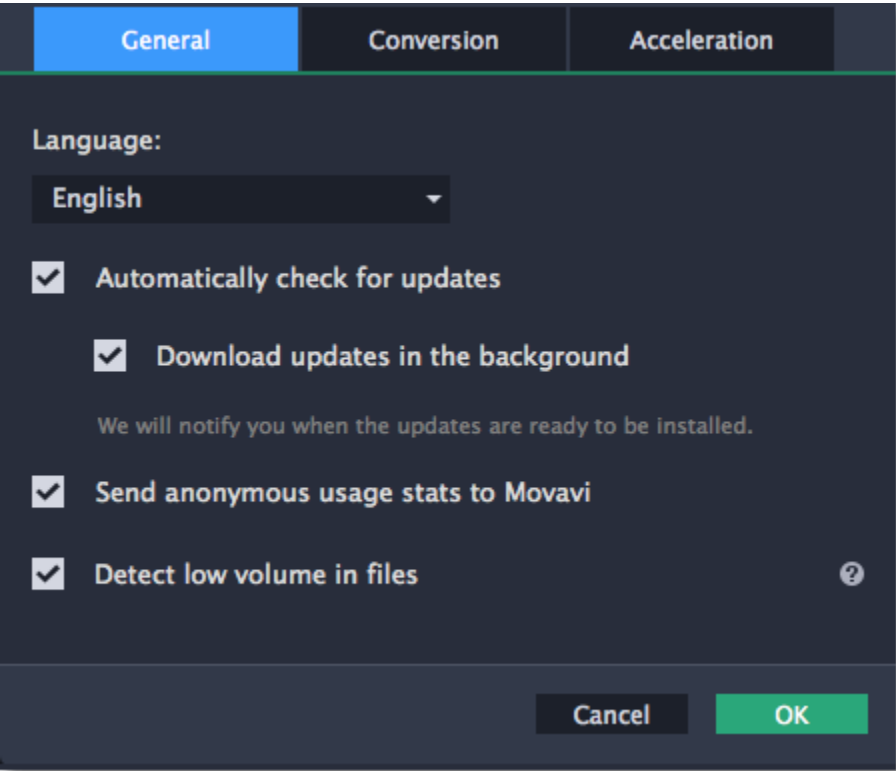 General Conversion Acceleration
Language:
English
Automatically check for updates
Download updates in the background
We will notify you when the updates are ready to be installed.
Send anonymous usage stats to Movavi
Detect low volume in files ?
Cancel OK